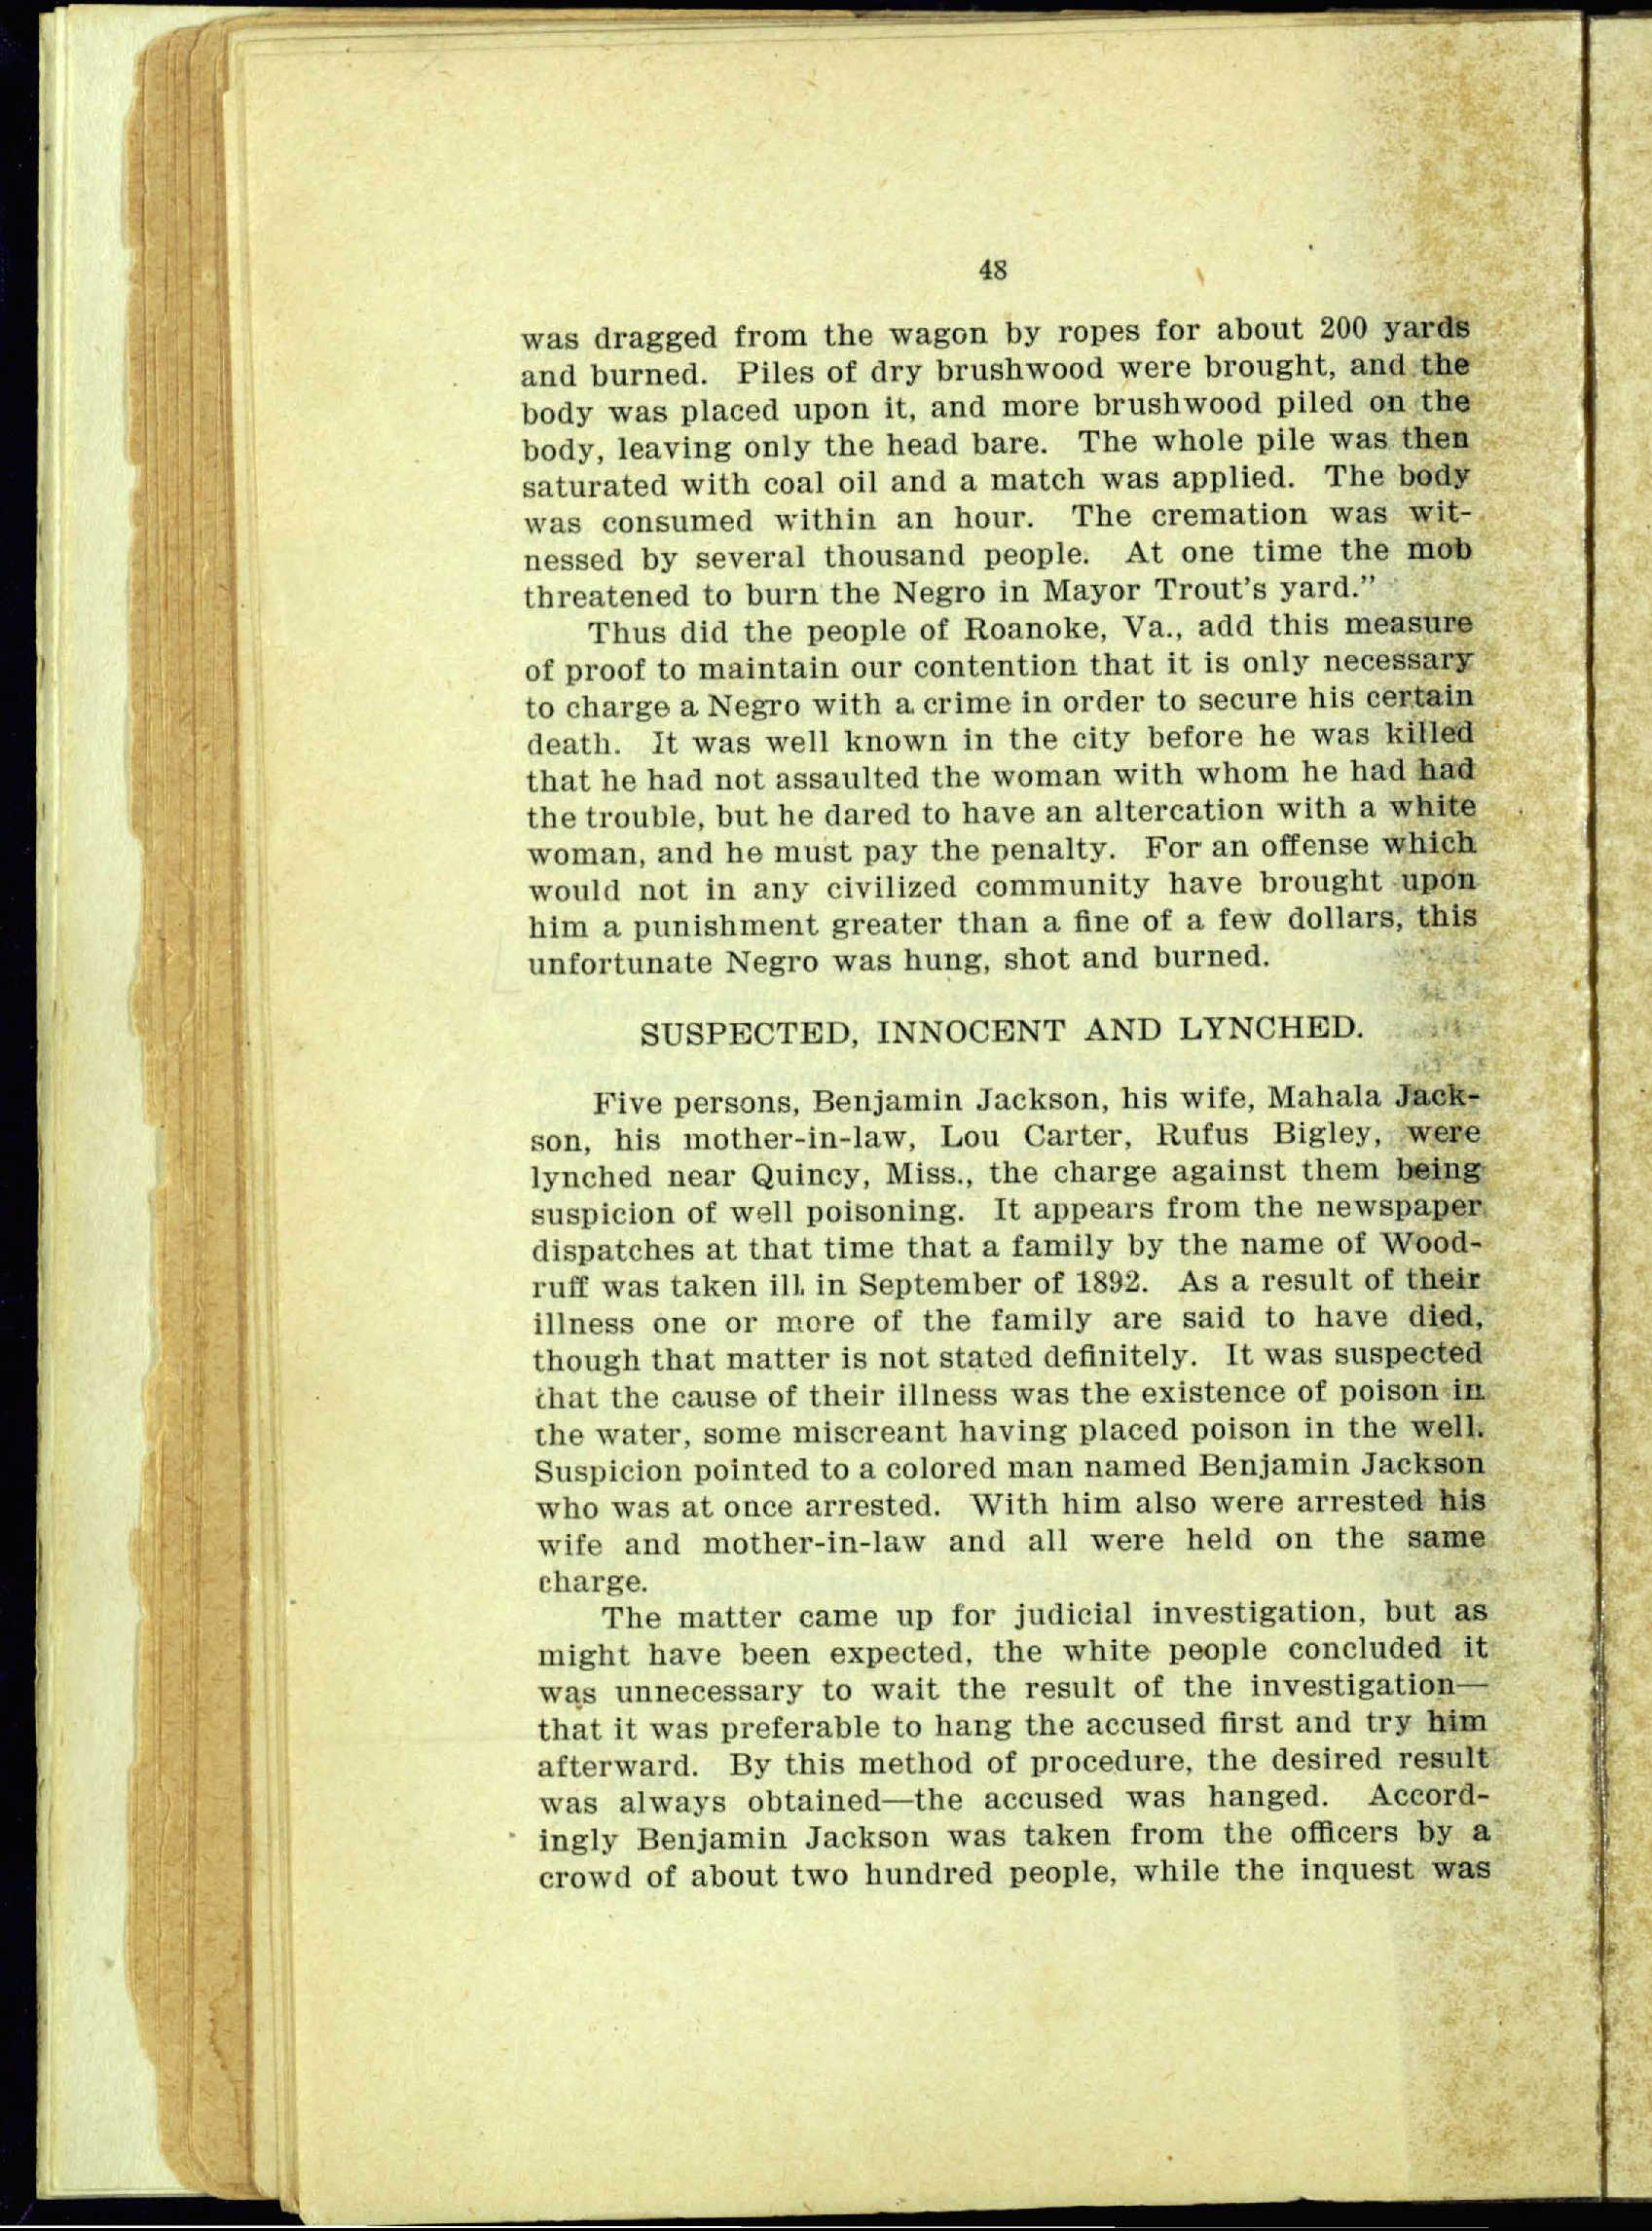 48
was dragged from the wagon by ropes for about 200 yards
and burned. Piles of dry brushwood were brought, and the
body was placed upon it, and more brushwood piled on the
body, leaving only the head bare. The whole pile was then
saturated with coal oil and a match was applied. The body
was consumed within an hour. The cremation was wit-
nessed by several thousand people. At one time the mob
threatened to burn the Negro in Mayor Trout's yard."
Thus did the people of Roanoke, Va., add this measure
of proof to maintain our contention that it is only necessary
to charge a Negro with a crime in order to secure his certain
death. It was well known in the city before he was killed
that he had not assaulted the woman with whom he had had
the trouble, but he dared to have an altercation with a white
woman, and he must pay the penalty. For an offense which
would not in any civilized community have brought upon
him a punishment greater than a fine of a few dollars, this
unfortunate Negro was hung, shot and burned.
SUSPECTED, INNOCENT AND LYNCHED.
Five persons, Benjamin Jackson, his wife, Mahala Jack-
son, his mother-in-law, Lou Carter, Rufus Bigley, were
lynched near Quincy, Miss., the charge against them being
suspicion of well poisoning. It appears from the newspaper
dispatches at that time that a family by the name of Wood-
ruff was taken ill in September of 1892. As a result of their
illness one or more of the family are said to have died,
though that matter is not stated definitely. It was suspected
that the cause of their illness was the existence of poison in
the water, some miscreant having placed poison in the well.
Suspicion pointed to a colored man named Benjamin Jackson
who was at once arrested. With him also were arrested his
wife and mother-in-law and all were held on the same
charge.
The matter came up for judicial investigation, but as
might have been expected, the white people concluded it
was unnecessary to wait the result of the investigation—
that it was preferable to hang the accused first and try him
afterward. By this method of procedure, the desired result
was always obtained—the accused was hanged. Accord-
ingly Benjamin Jackson was taken from the officers by a
crowd of about two hundred people, while the inquest was